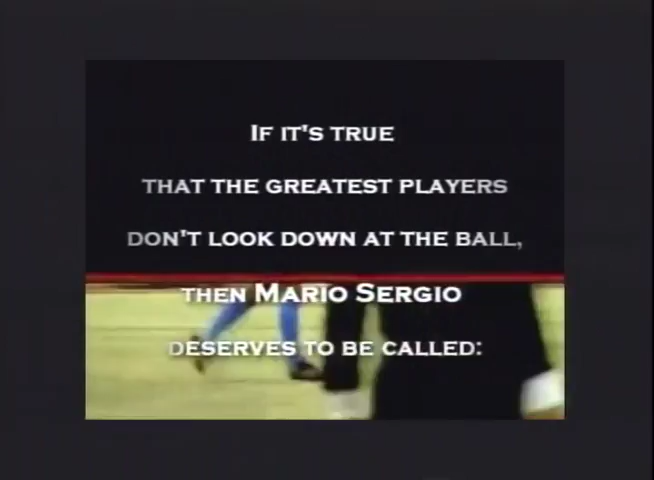 If it's true
that the greatest players
don't look down at the ball,
then Mario Sergio
deserves to be called: